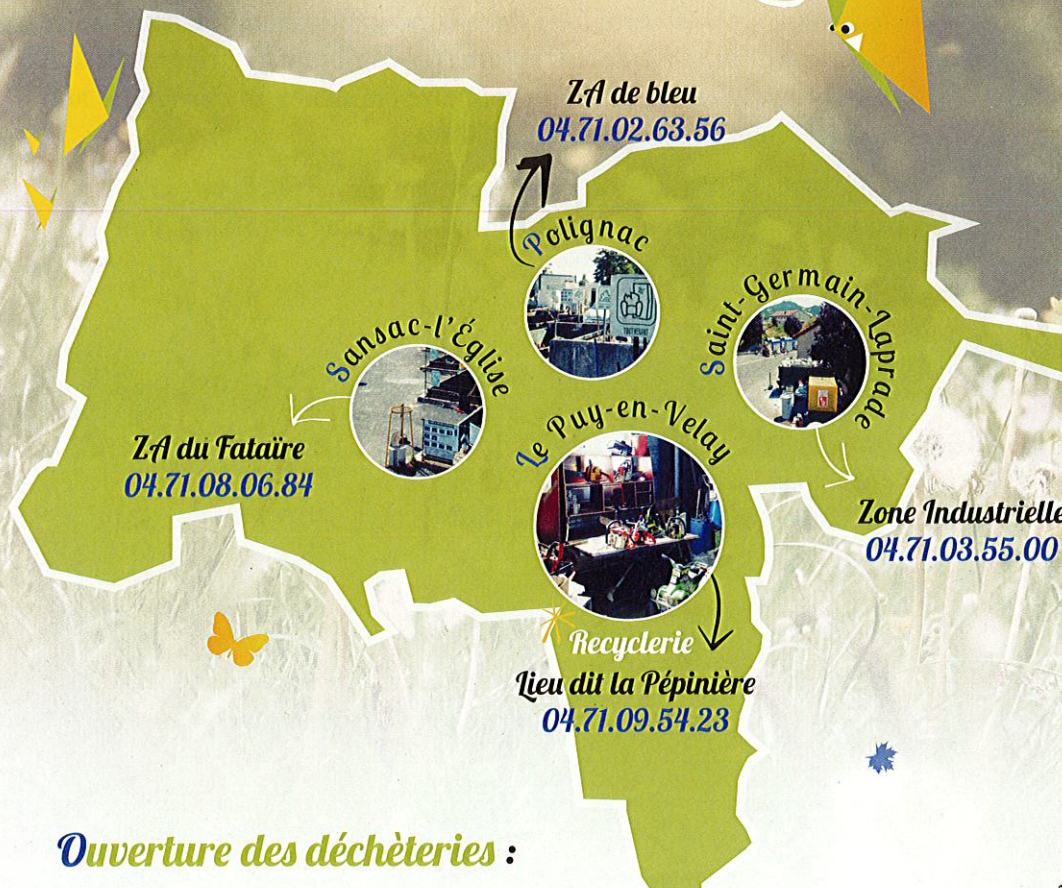 ZA de bleu
04.71.02.63.56
Polignac
TOUT VENANT
Saint-Germain-Laprade
Sansac-l'Église
ZA du Fataïre
04.71.08.06.84
Le Puy-en-Velay
Zone Industrielle
04.71.03.55.00
Recyclerie
Lieu dit la Pépinière
04.71.09.54.23
Ouverture des déchèteries :